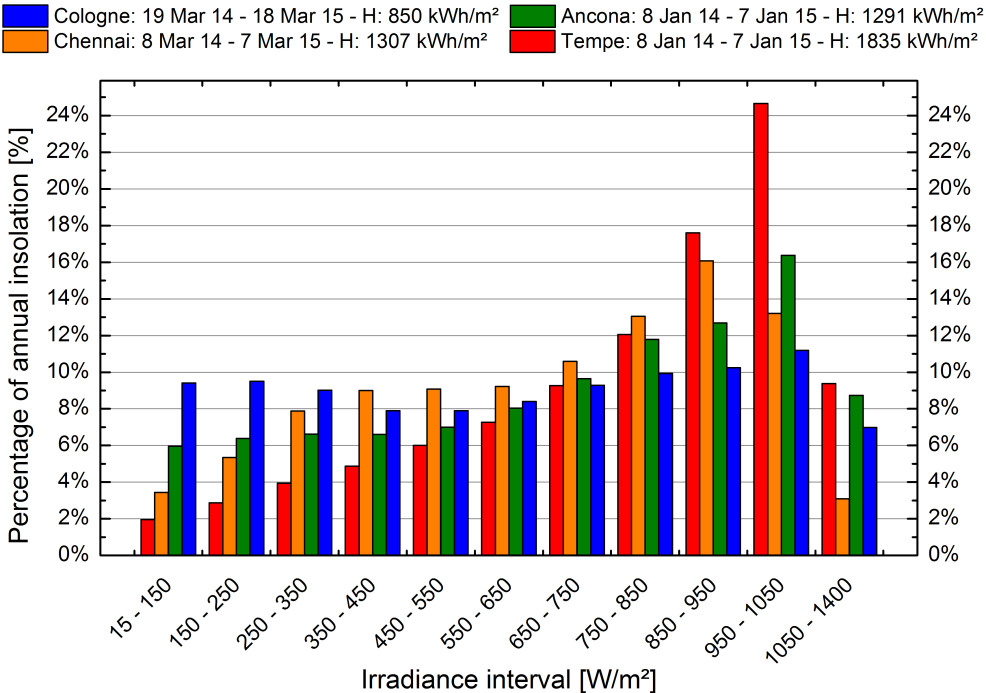 Cologne: 19 Mar 14 - 18 Mar 15 - H: 850 kWh/m²
Ancona: 8 Jan 14 - 7 Jan 15 - H: 1291 kWh/m²
Chennai: 8 Mar 14 - 7 Mar 15 - H: 1307 kWh/m²
Tempe: 8 Jan 14 - 7 Jan 15 - H: 1835 kWh/m²
Percentage of annual insolation [%]
24%
22%
20%
18%
16%
14%
12%
10%
8%
6%
4%
2%
0%
24%
22%
20%
18%
16%
14%
12%
10%
8%
6%
4%
2%
0%
15 - 150
150 - 250
250 - 350
350 - 450
450 - 550
550 - 650
650 - 750
750 - 850
850 - 950
950 - 1050
1050 - 1400
Irradiance interval [W/m²]